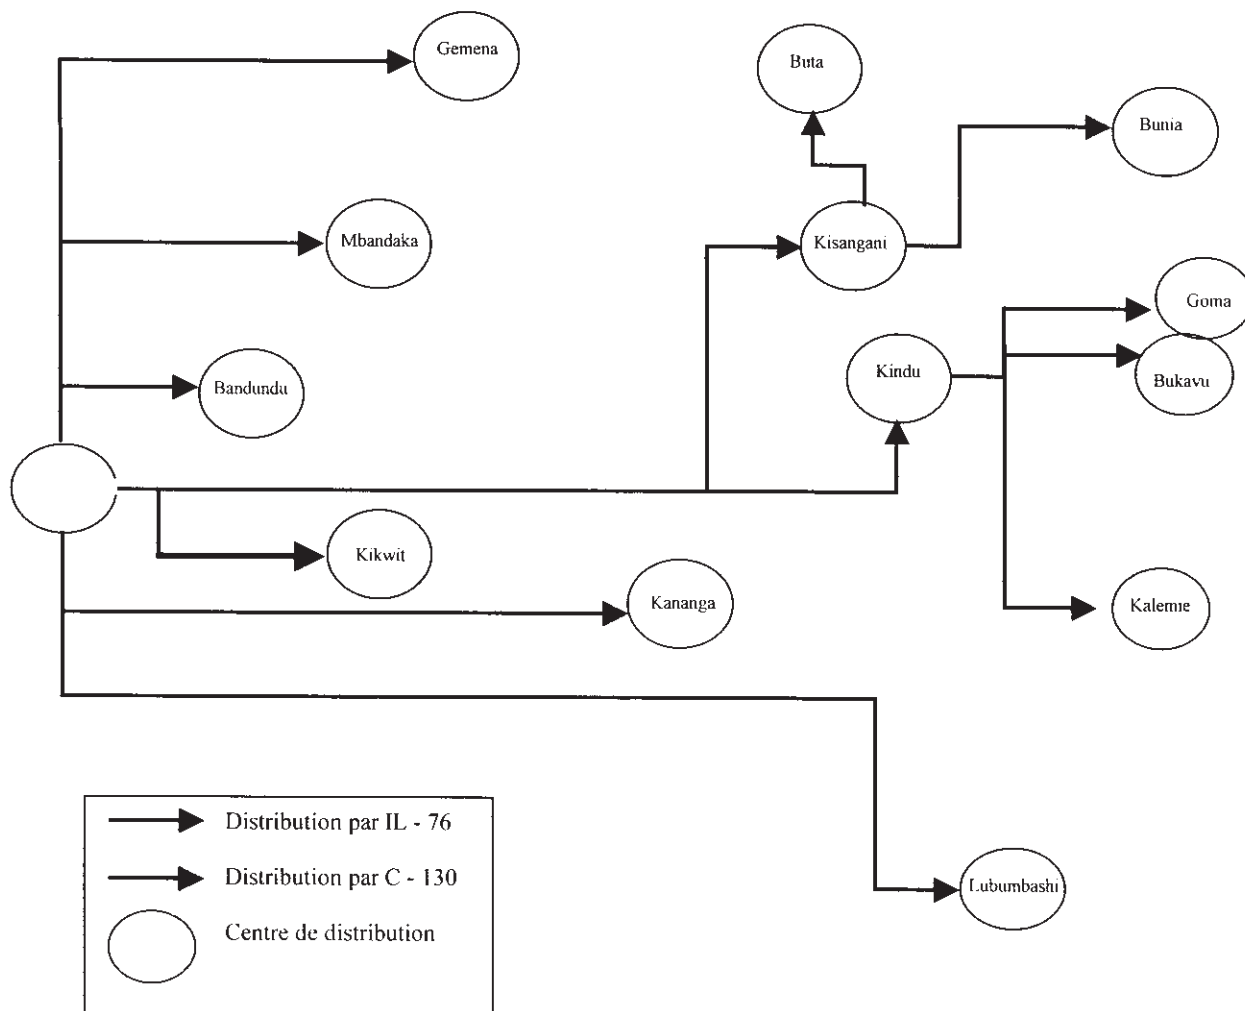 Gemena
Buta
Bunia
Mbandaka
Kisangani
Goma
Bandundu
Kindu
Bukavu
Kikwit
Kananga
Kalemie
Lubumbashi
Distribution par IL - 76
Distribution par C - 130
Centre de distribution